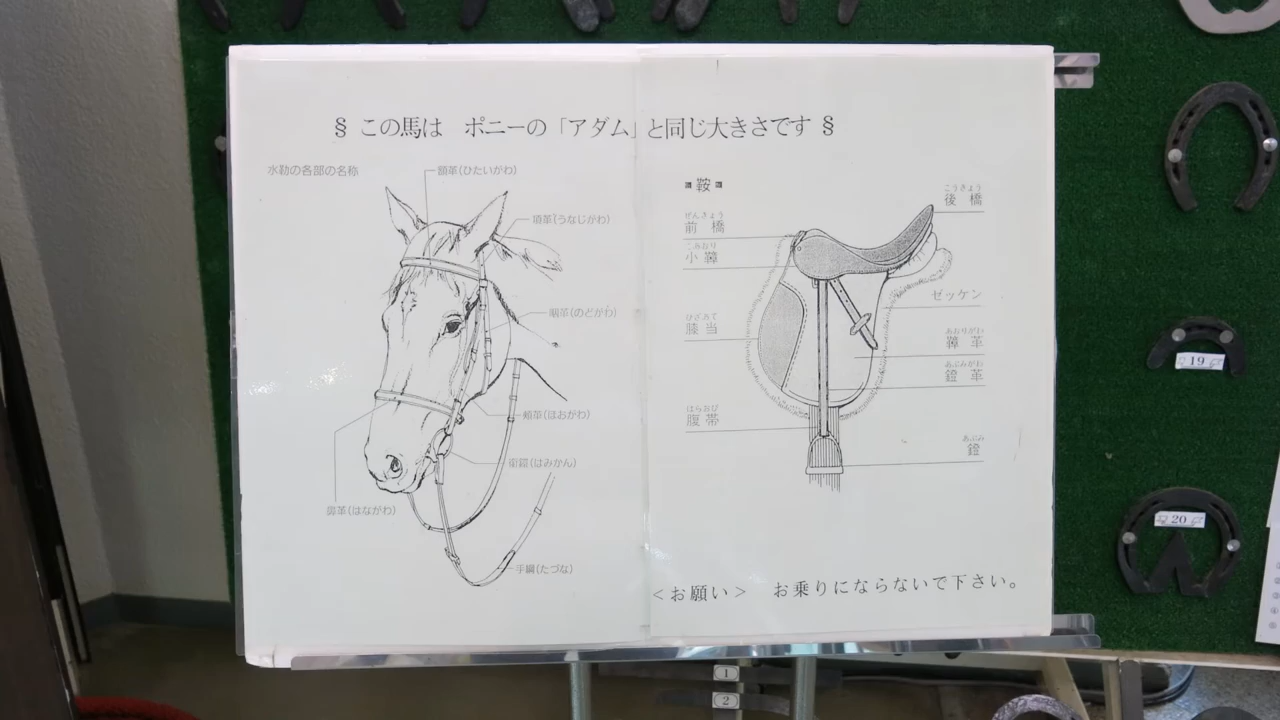 § この馬は ポニーの「アダム」と同じ大きさです §
水勒の各部の名称
額革(ひたいがわ)
項革(うなじがわ)
咽革(のどがわ)
頰革(ほおがわ)
銜鐶(はみかん)
鼻革(はながわ)
手綱(たづな)
鞍
ぜんきょう
前橋
こあおり
小韂
ひざあて
膝当
はらおび
腹帯
こうきょう
後橋
ゼッケン
あおりがわ
韂革
あぶみがわ
鐙革
あぶみ
鐙
<お願い> お乗りにならないで下さい。
19
20
1
2